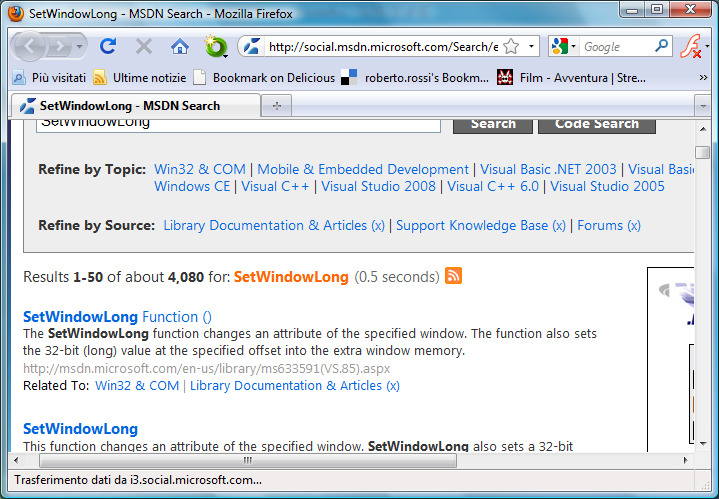 SetWindowLong - MSDN Search - Mozilla Firefox
http://social.msdn.microsoft.com/Search/e
Google
Più visitati Ultime notizie Bookmark on Delicious roberto.rossi's Bookm... Film - Avventura | Stre... »
SetWindowLong - MSDN Search
SetWindowLong Search Code Search
Refine by Topic: Win32 & COM | Mobile & Embedded Development | Visual Basic .NET 2003 | Visual Basi
Windows CE | Visual C++ | Visual Studio 2008 | Visual C++ 6.0 | Visual Studio 2005
Refine by Source: Library Documentation & Articles (x) | Support Knowledge Base (x) | Forums (x)
Results 1-50 of about 4,080 for: SetWindowLong (0.5 seconds)
SetWindowLong Function ()
The SetWindowLong function changes an attribute of the specified window. The function also sets
the 32-bit (long) value at the specified offset into the extra window memory.
http://msdn.microsoft.com/en-us/library/ms633591(VS.85).aspx
Related To: Win32 & COM | Library Documentation & Articles (x)
SetWindowLong
This function changes an attribute of the specified window. SetWindowLong also sets a 32-bit
Trasferimento dati da i3.social.microsoft.com...